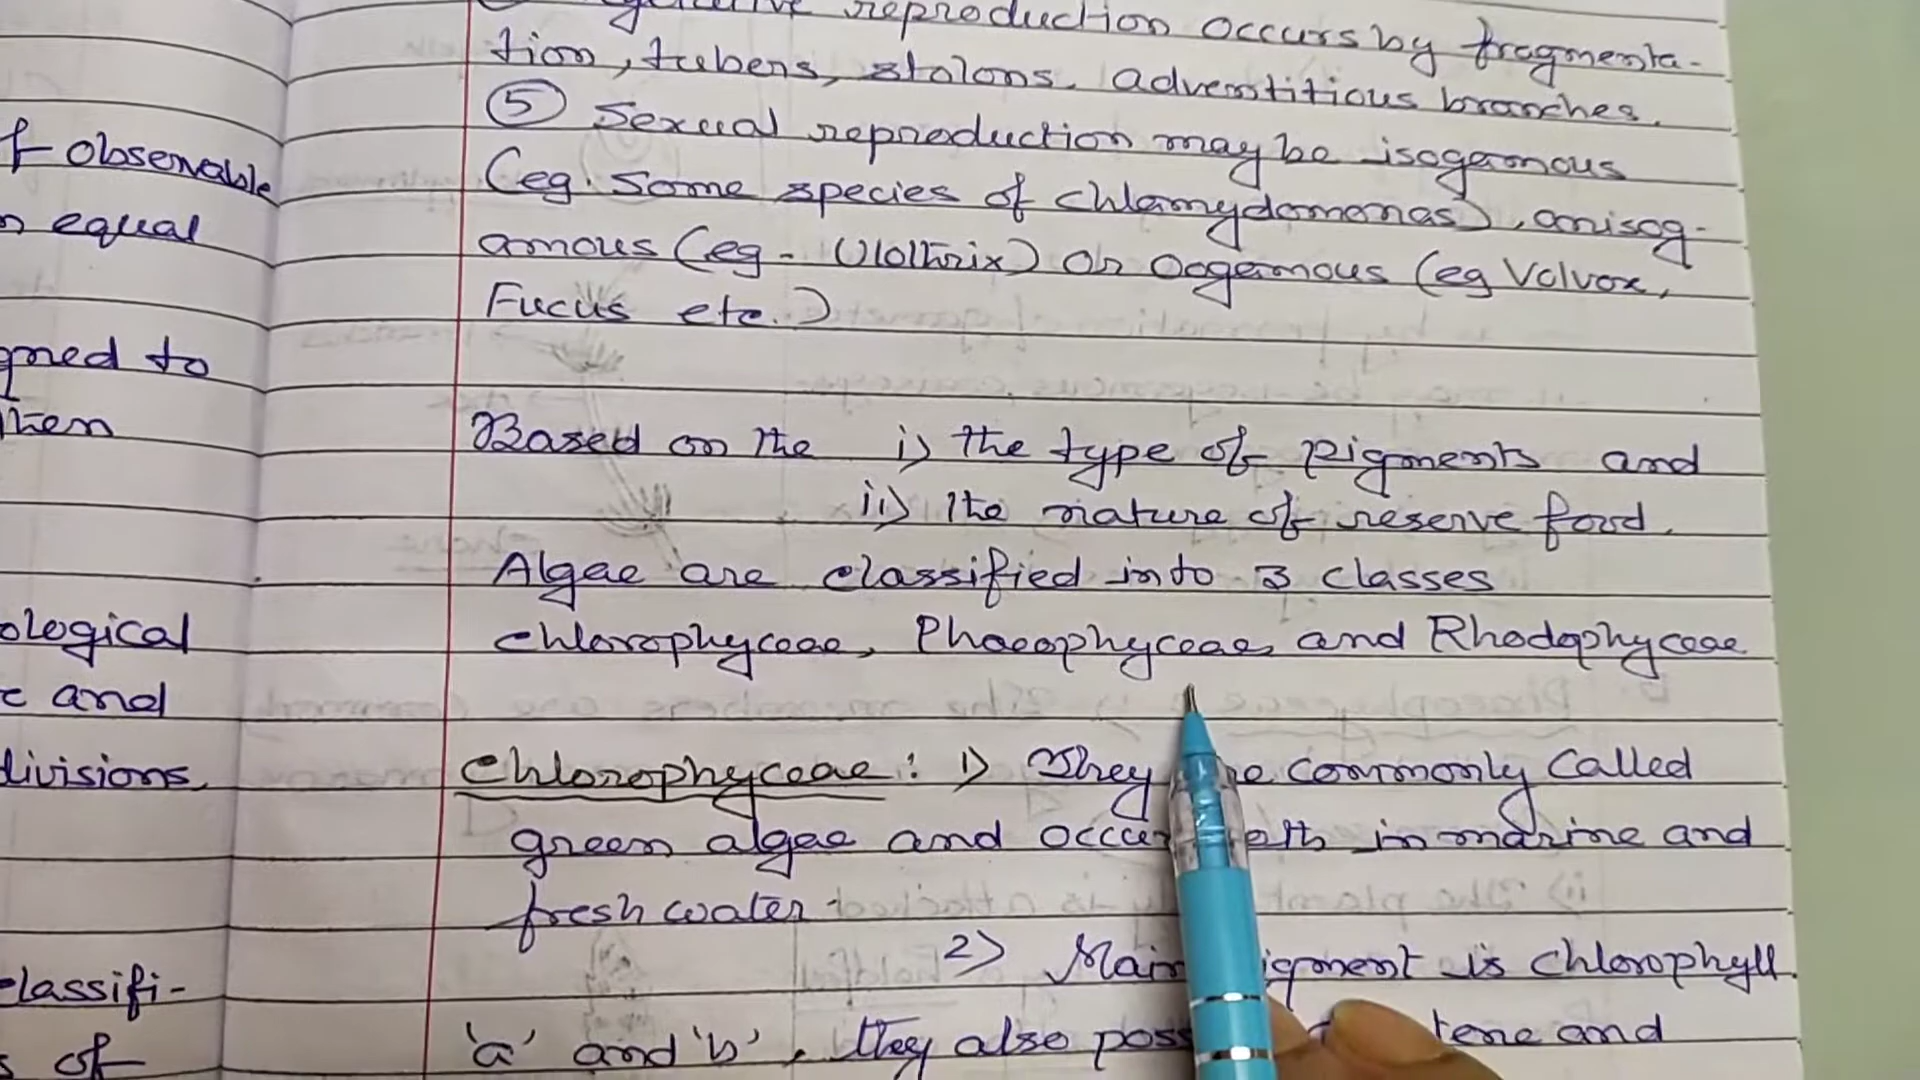 reproduction occurs by fragmenta-
tion, tubers, stolons, adventitious branches.
⑤ Sexual reproduction may be isogamous
(eg. Some species of chlamydomonas), anisog-
amous (eg - Ulothrix) or Oogamous (eg Volvox,
Fucus etc.)
Based on the i) the type of pigments and
ii) the nature of reserve food.
Algae are classified into 3 classes
chlorophyceae, Phaeophyceae, and Rhodophyceae
Chlorophyceae : 1) They are commonly called
green algae and occur both in marine and
fresh water.
2) Main pigment is chlorophyll
'a' and 'b', they also and
f observable
equal
to
and
divisions.
classifi-
of